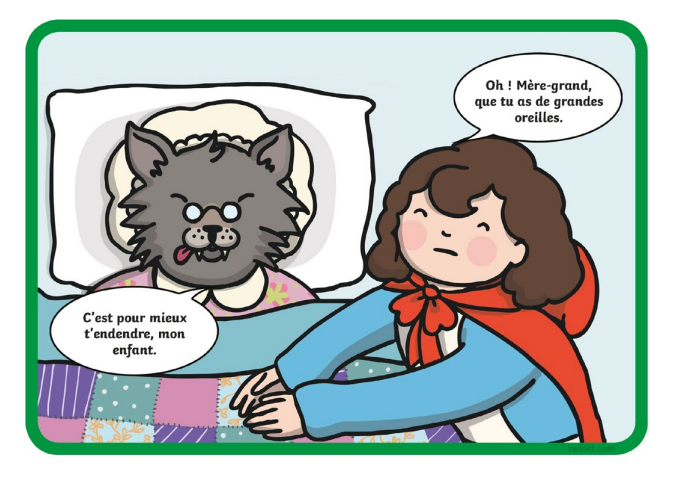 Oh ! Mère-grand,
que tu as de grandes
oreilles.
C'est pour mieux
t'endendre, mon
enfant.